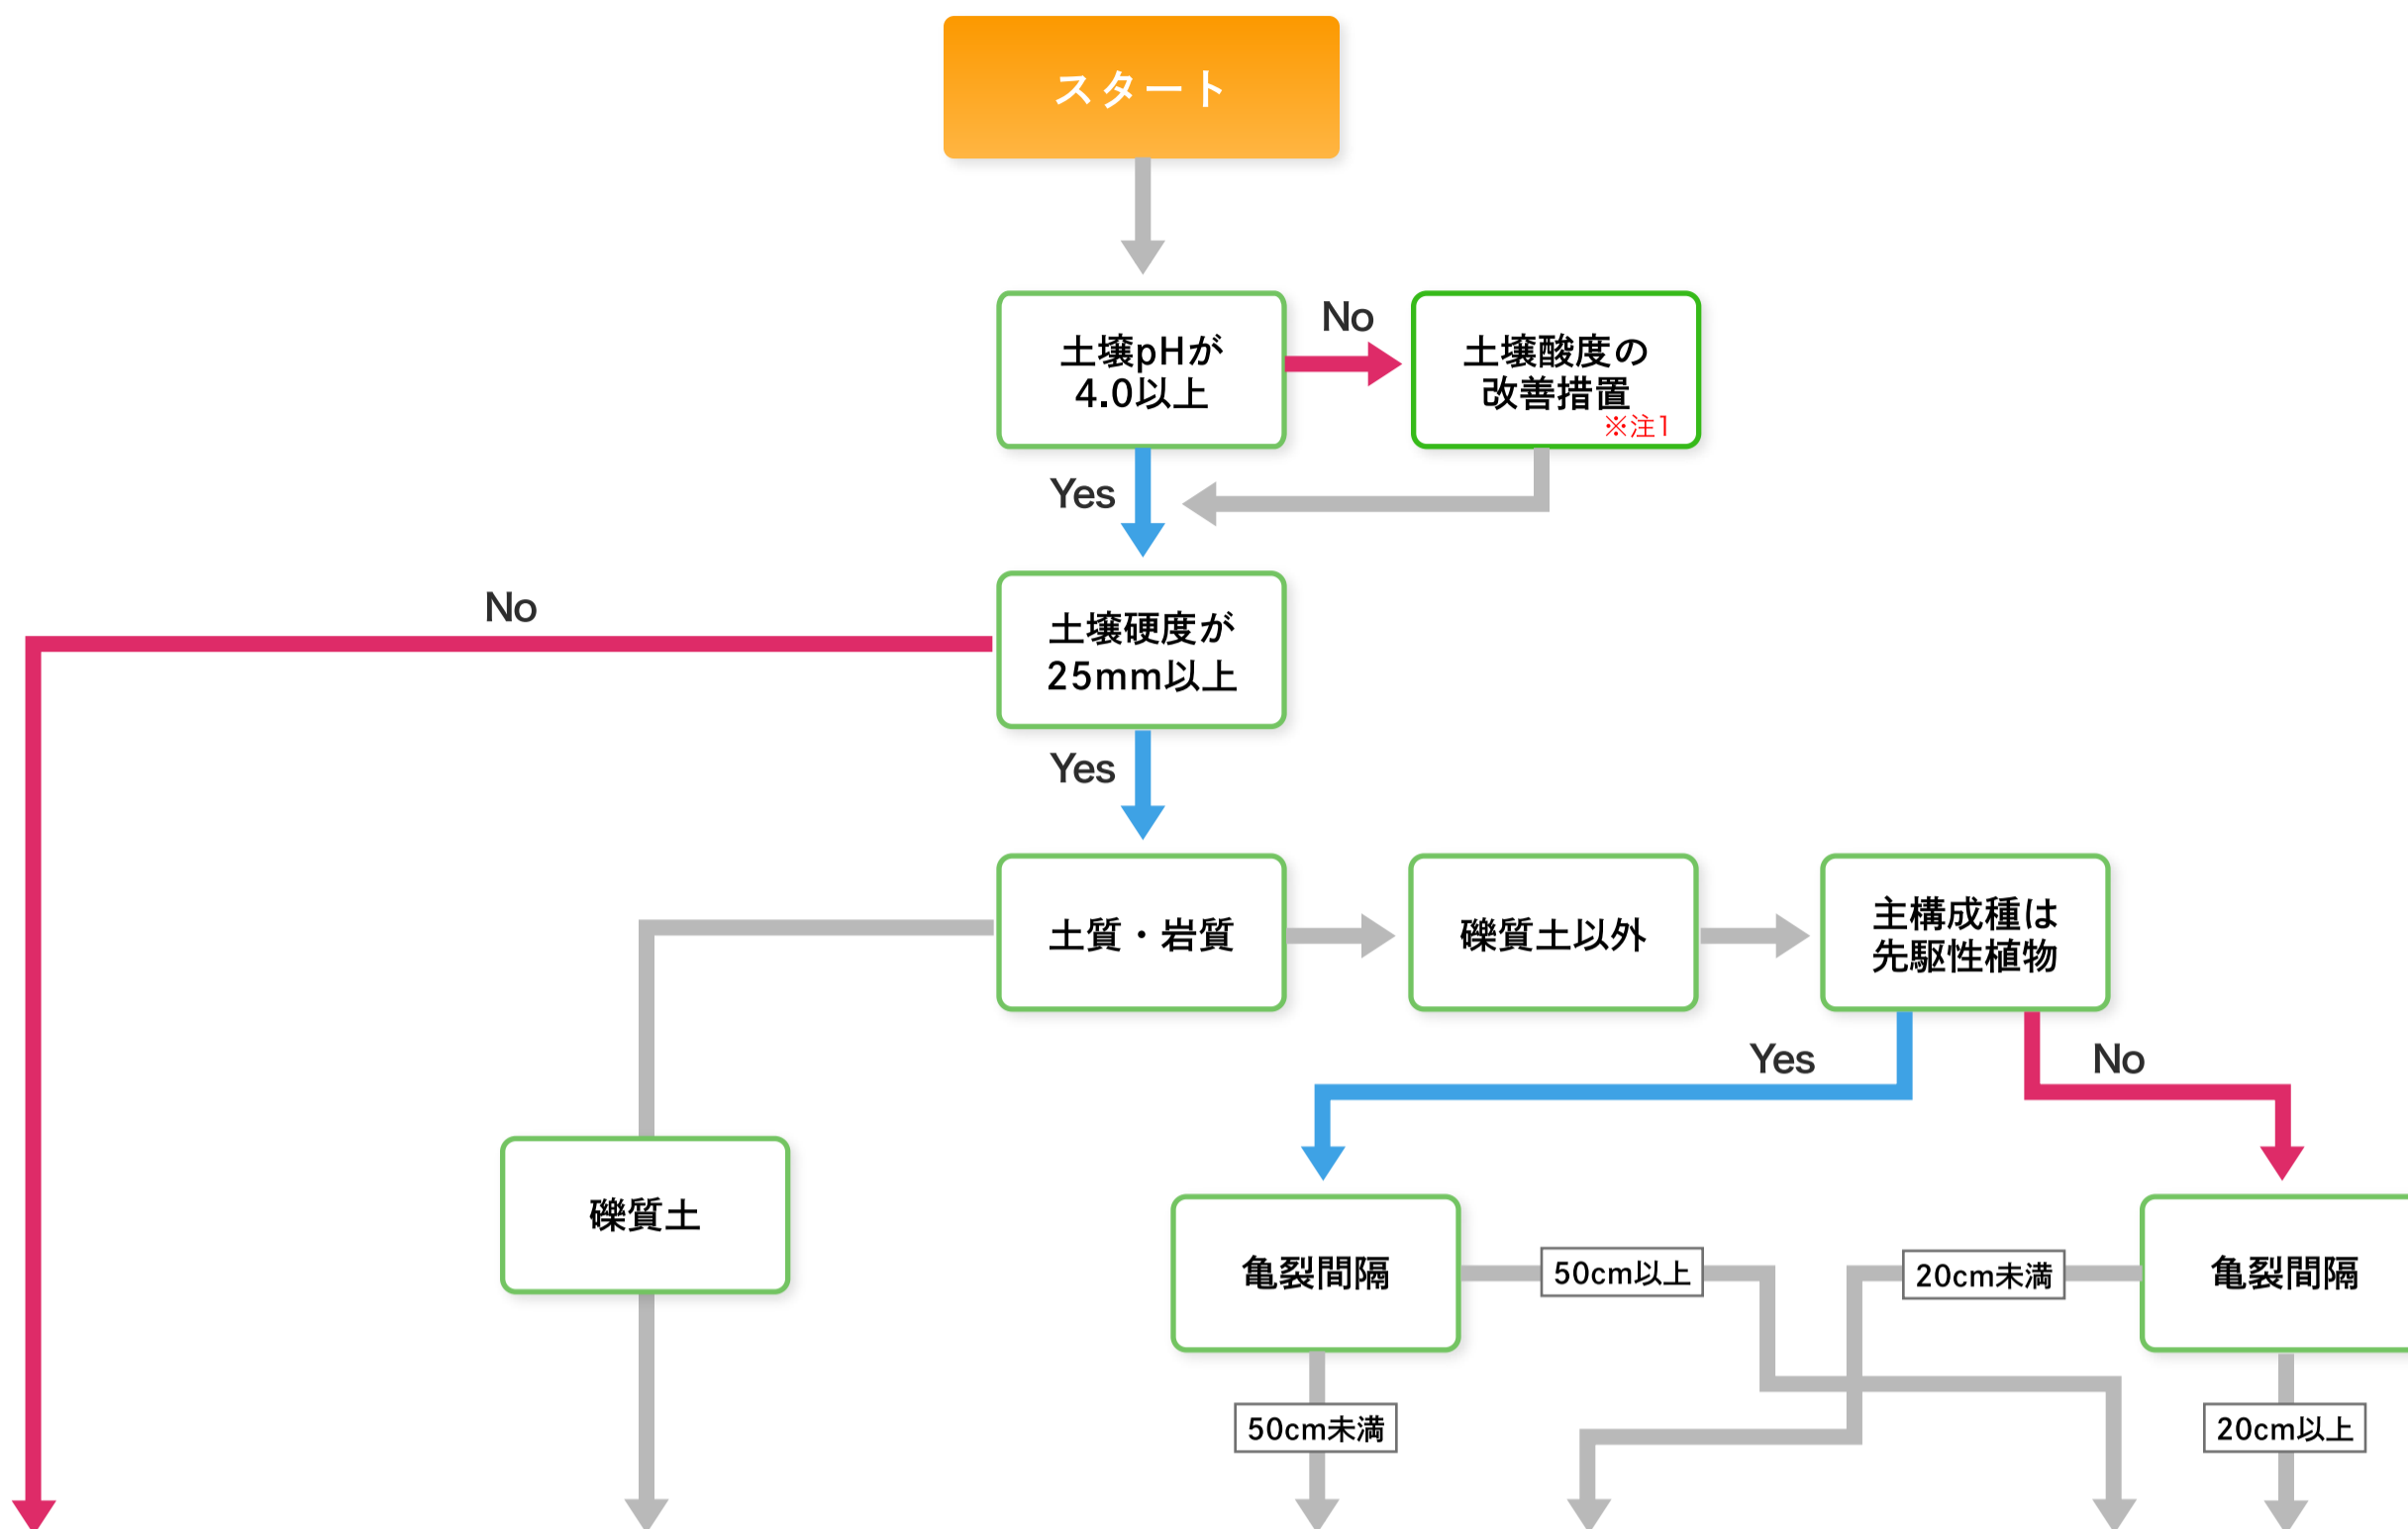 スタート
土壌pHが
4.0以上
No
土壌酸度の
改善措置
※注1
Yes
No
土壌硬度が
25mm以上
Yes
土質・岩質
礫質土以外
主構成種は
先駆性植物
Yes
No
礫質土
亀裂間隔
50cm以上
20cm未満
亀裂間隔
50cm未満
20cm以上